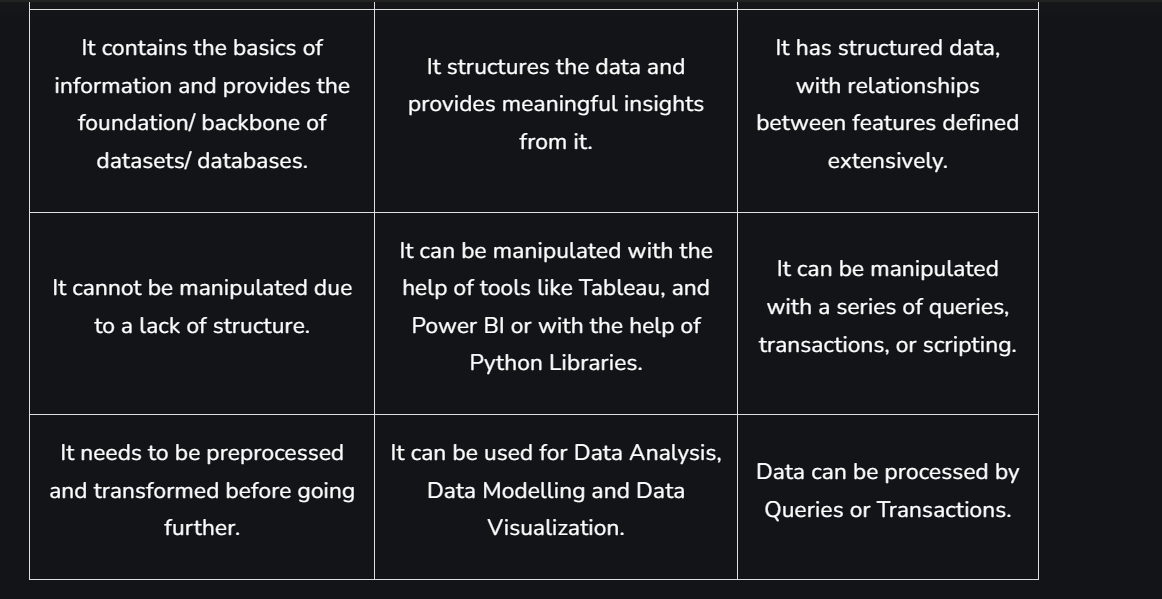 It contains the basics of
information and provides the
foundation/ backbone of
datasets/ databases.
It structures the data and
provides meaningful insights
from it.
It has structured data,
with relationships
between features defined
extensively.
It cannot be manipulated due
to a lack of structure.
It can be manipulated with the
help of tools like Tableau, and
Power BI or with the help of
Python Libraries.
It can be manipulated
with a series of queries,
transactions, or scripting.
It needs to be preprocessed
and transformed before going
further.
It can be used for Data Analysis,
Data Modelling and Data
Visualization.
Data can be processed by
Queries or Transactions.